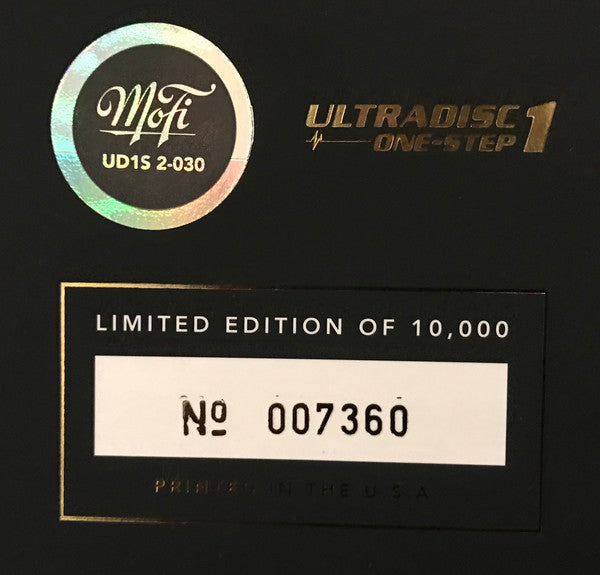 MoFi
UD1S 2-030
ULTRADISC 1
ONE-STEP
LIMITED EDITION OF 10,000
Nº 007360
PRINTED IN THE U.S.A